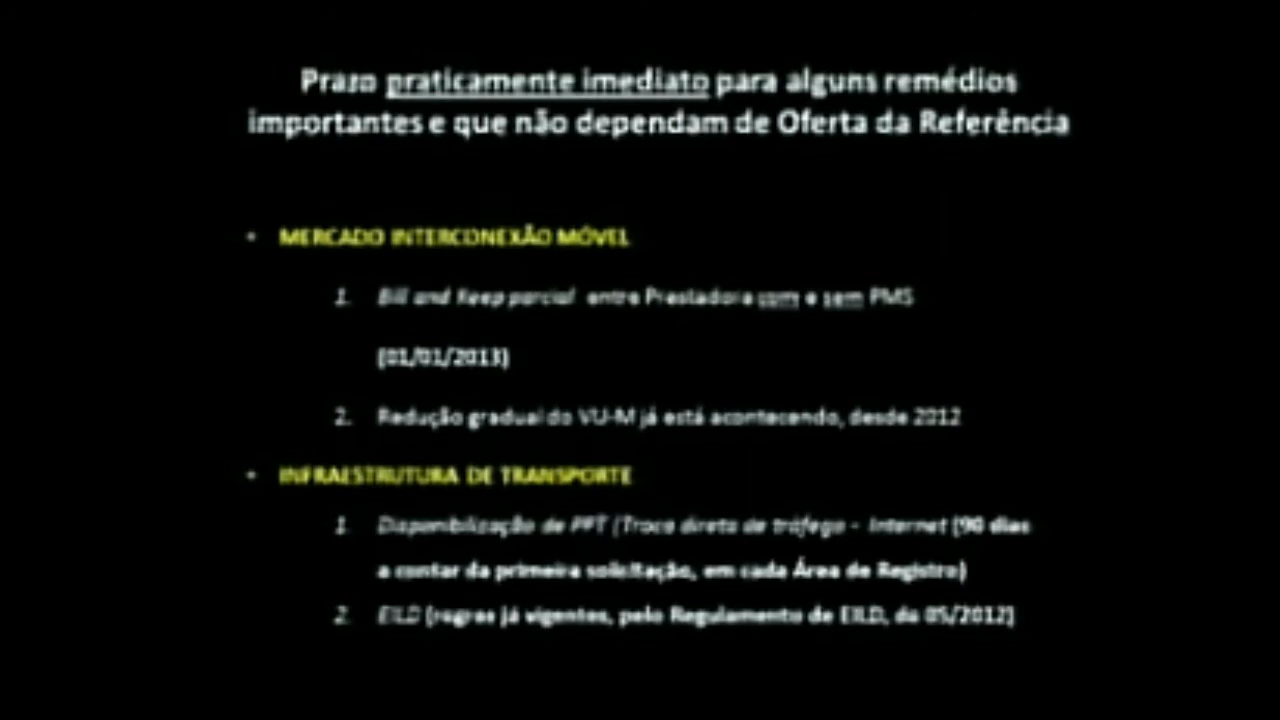 Prazo praticamente imediato para alguns remédios
importantes e que não dependam de Oferta da Referência
• MERCADO INTERCONEXÃO MÓVEL
1. Bill and Keep parcial entre Prestadora com e sem PMS
(01/01/2013)
2. Redução gradual do VU-M já está acontecendo, desde 2012
• INFRAESTRUTURA DE TRANSPORTE
1. Disponibilização de PPT (Troca direta de tráfego - Internet (90 dias
a contar da primeira solicitação, em cada Área de Registro)
2. EILD (regras já vigentes, pelo Regulamento de EILD, de 05/2012)